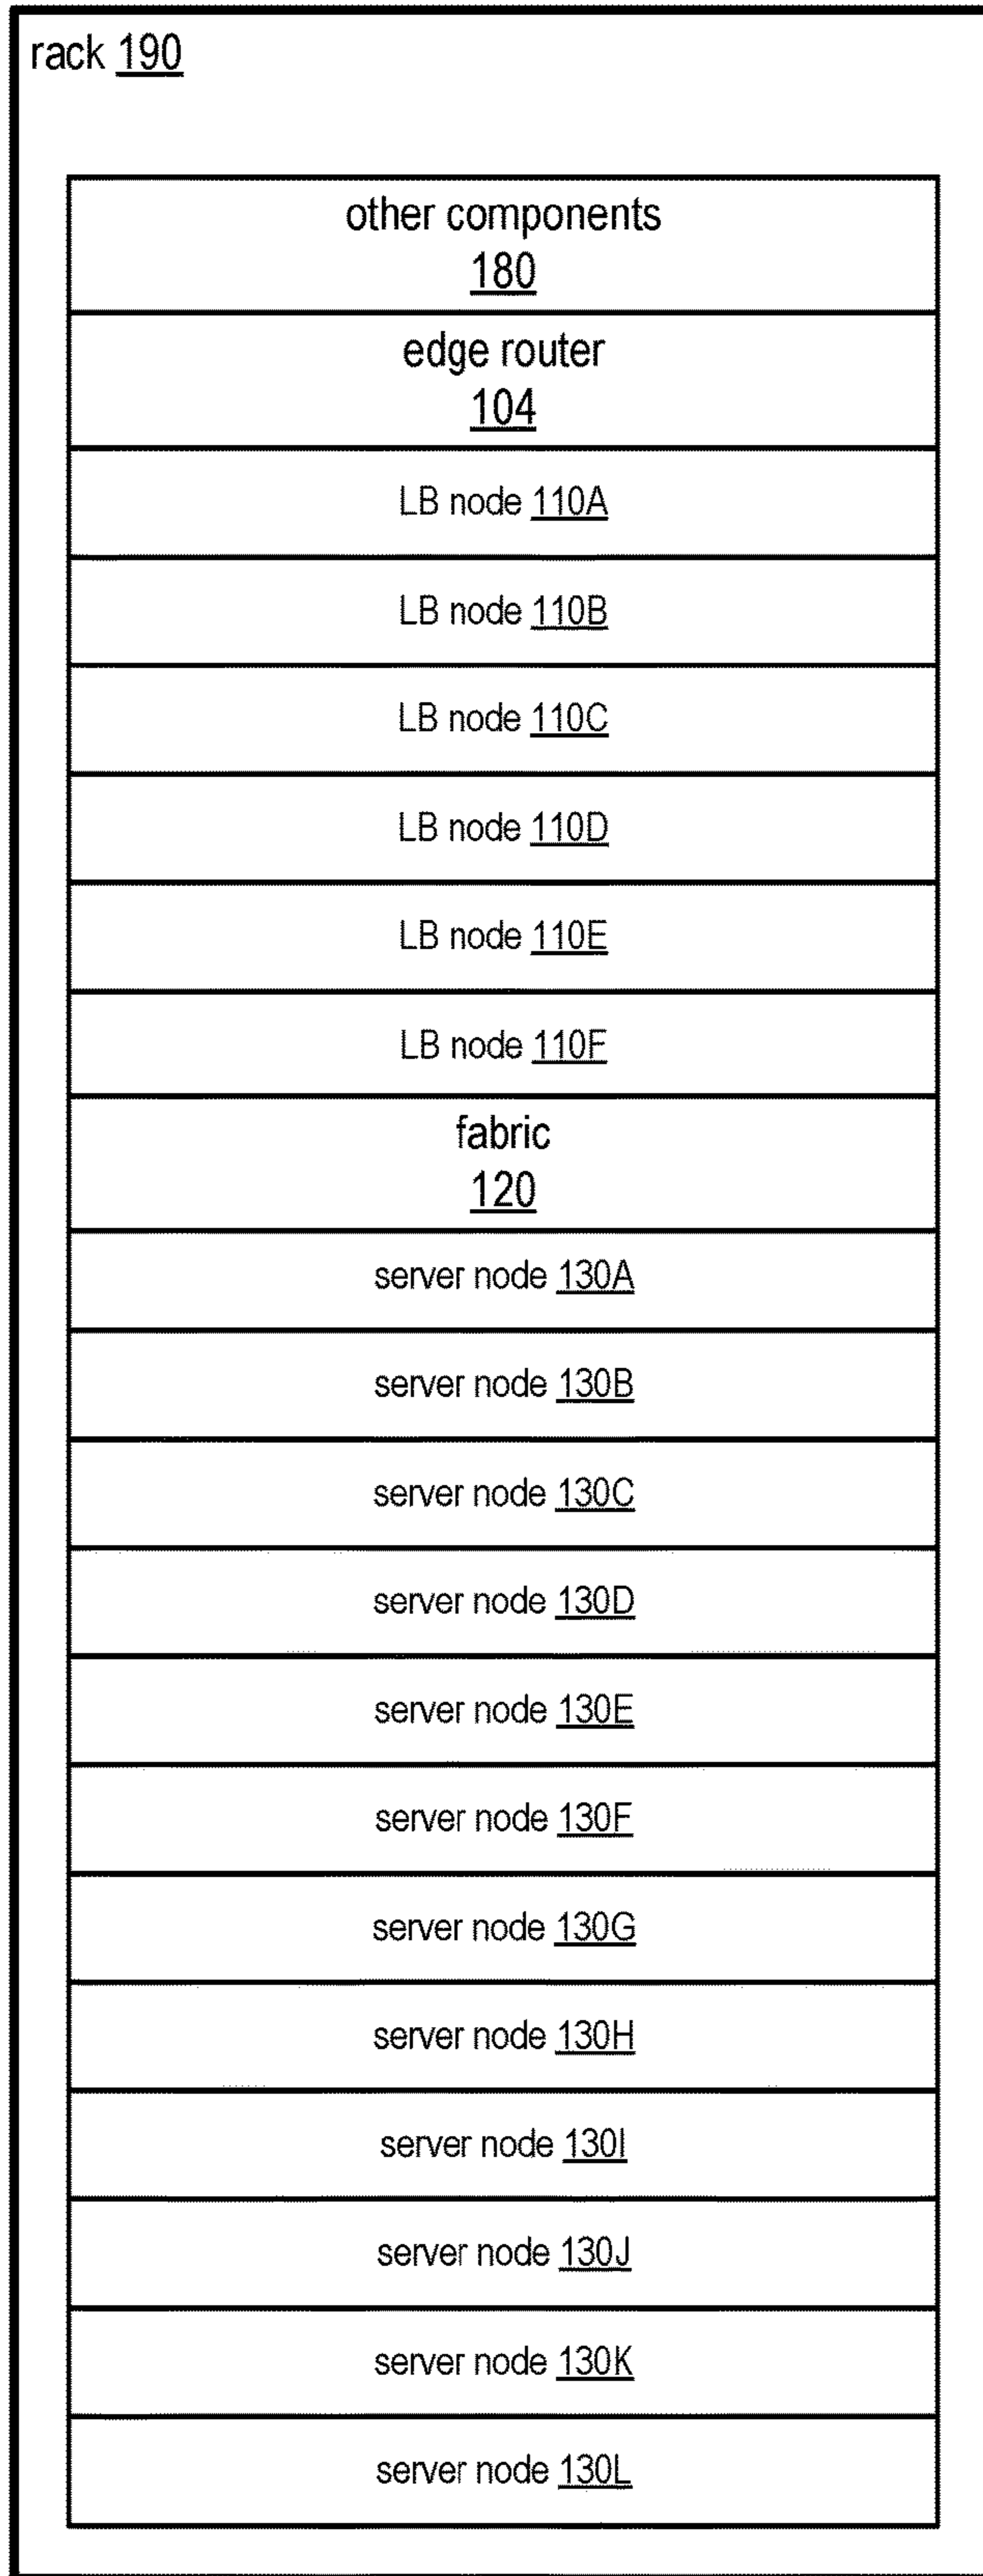 rack 190
other components
180
edge router
104
LB node 110A
LB node 110B
LB node 110C
LB node 110D
LB node 110E
LB node 110F
fabric
120
server node 130A
server node 130B
server node 130C
server node 130D
server node 130E
server node 130F
server node 130G
server node 130H
server node 130I
server node 130J
server node 130K
server node 130L